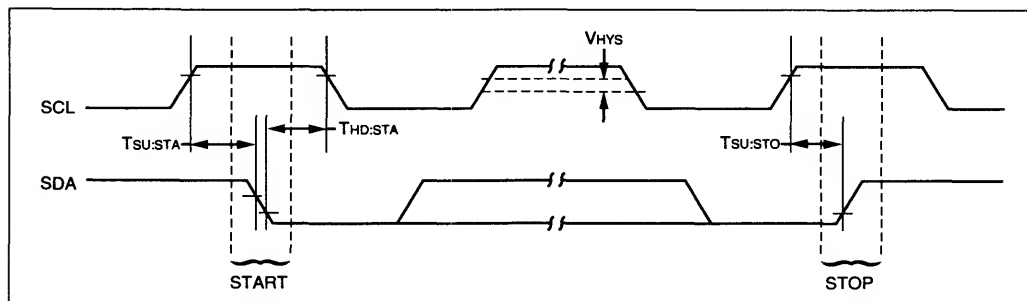 VHYS
SCL
TSU:STA
THD:STA
TSU:STO
SDA
START
STOP